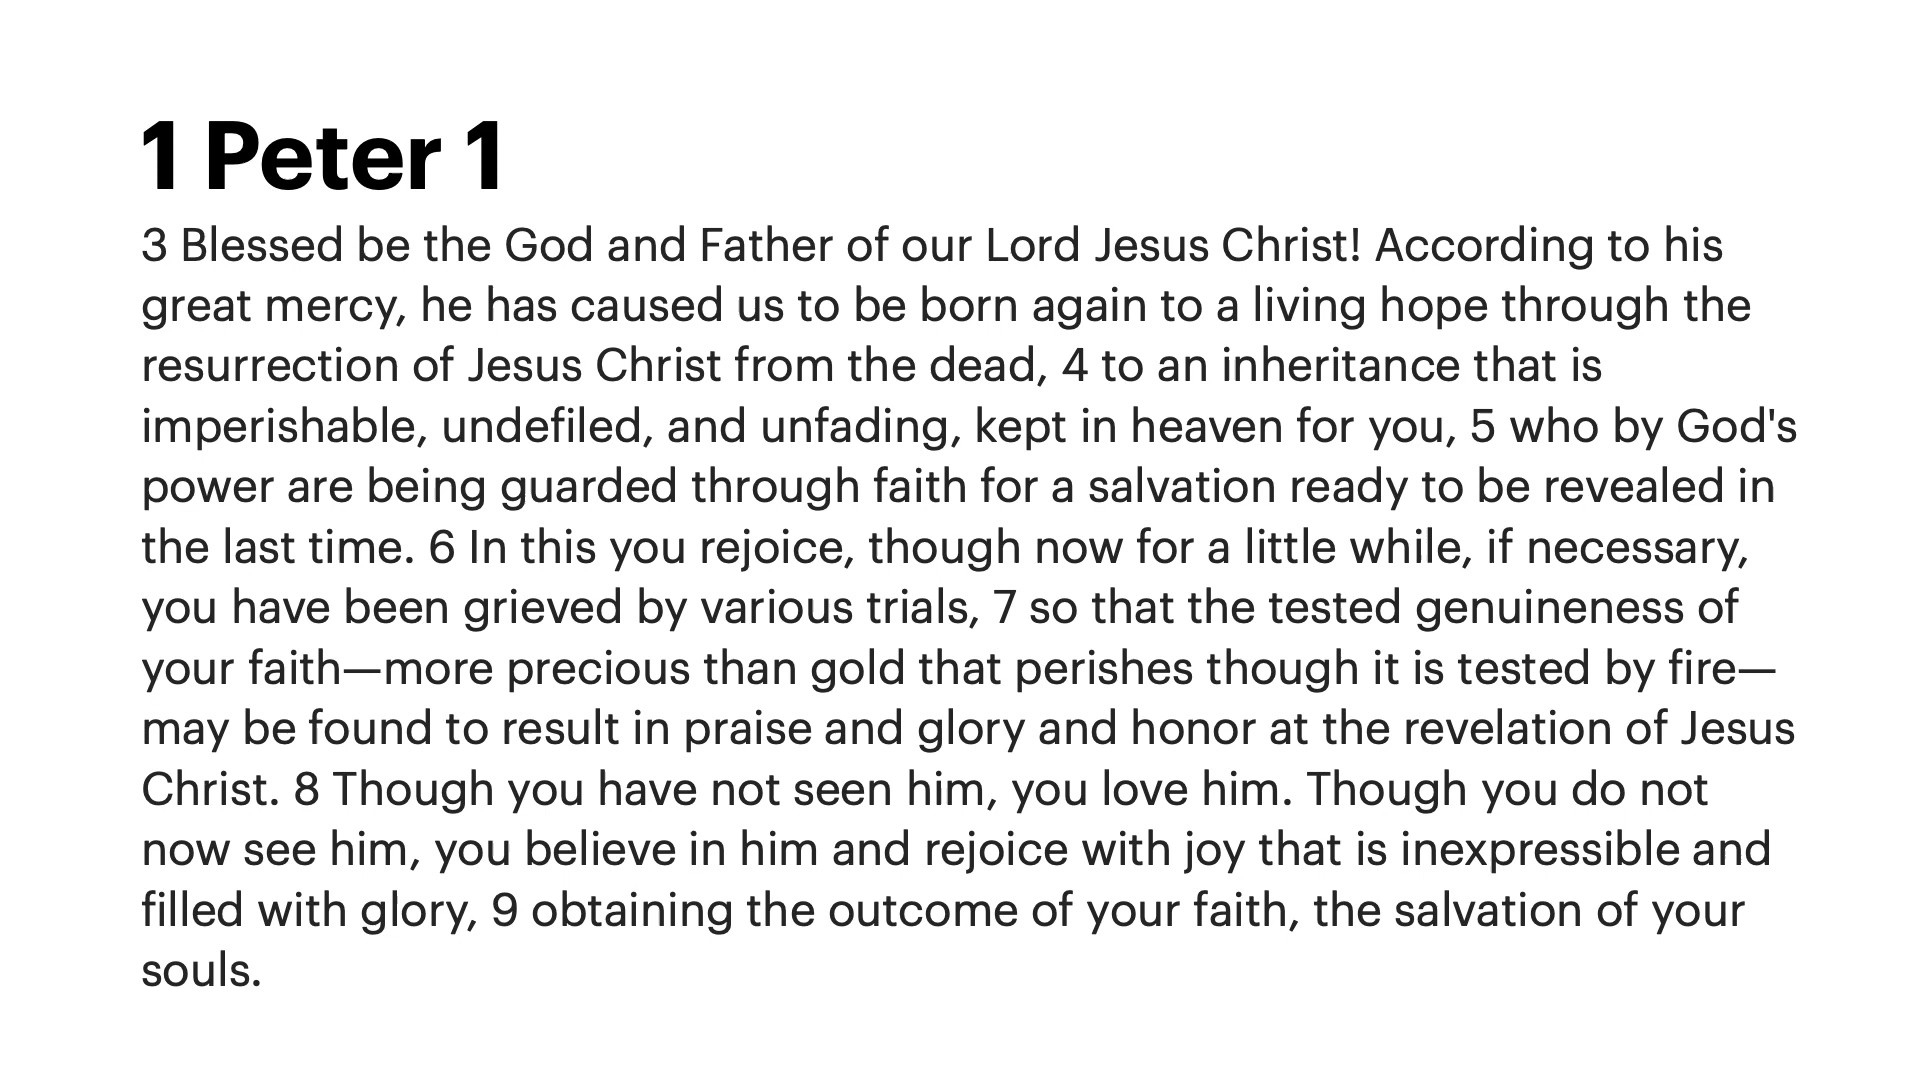 1 Peter 1
3 Blessed be the God and Father of our Lord Jesus Christ! According to his
great mercy, he has caused us to be born again to a living hope through the
resurrection of Jesus Christ from the dead, 4 to an inheritance that is
imperishable, undefiled, and unfading, kept in heaven for you, 5 who by God's
power are being guarded through faith for a salvation ready to be revealed in
the last time. 6 In this you rejoice, though now for a little while, if necessary,
you have been grieved by various trials, 7 so that the tested genuineness of
your faith—more precious than gold that perishes though it is tested by fire—
may be found to result in praise and glory and honor at the revelation of Jesus
Christ. 8 Though you have not seen him, you love him. Though you do not
now see him, you believe in him and rejoice with joy that is inexpressible and
filled with glory, 9 obtaining the outcome of your faith, the salvation of your
souls.